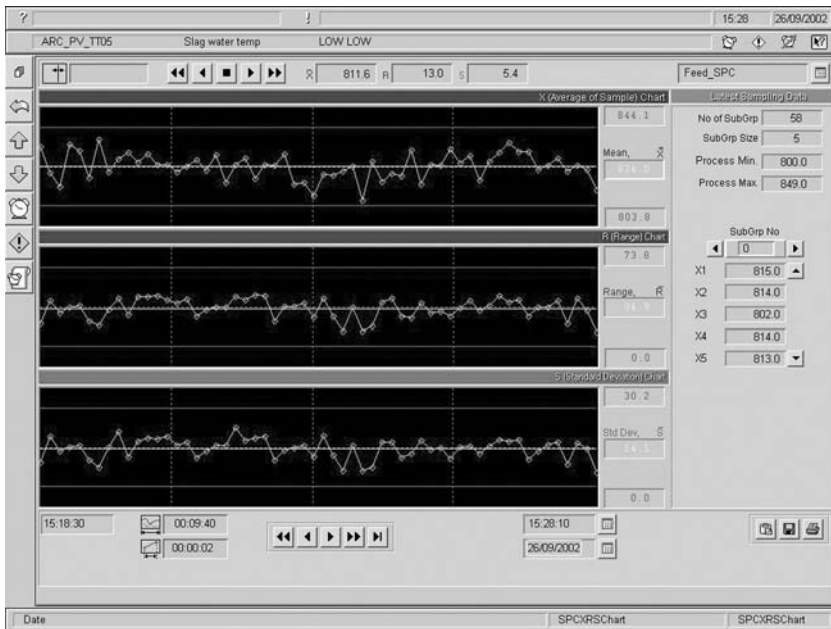 ? ! 15:28 26/09/2002
ARC_PV_TT05 Slag water temp LOW LOW
X 811.6 R 13.0 S 5.4 Feed_SPC
X (Average of Sample) Chart
844.1
Mean, X
803.8
R (Range) Chart
73.8
Range, R
0.0
S (Standard Deviation) Chart
30.2
Std Dev, S
14.5
0.0
Latest Sampling Data
No of SubGrp 58
SubGrp Size 5
Process Min. 800.0
Process Max. 849.0
SubGrp No
0
X1 815.0
X2 814.0
X3 802.0
X4 814.0
X5 813.0
15:18:30 00:09:40 15:28:10
00:00:02 26/09/2002
Date SPCXRSChart SPCXRSChart